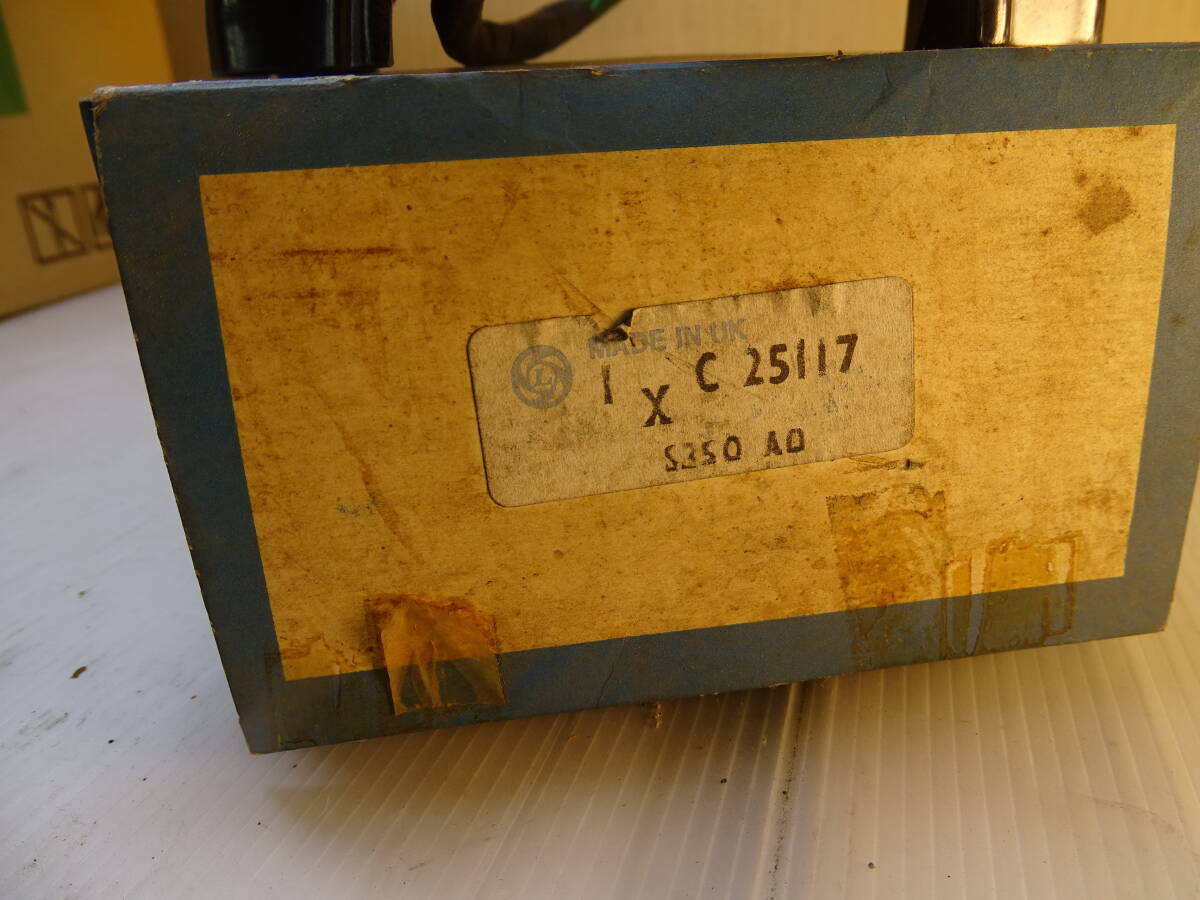 MADE IN UK
L
1 X C 25117
S350 AD